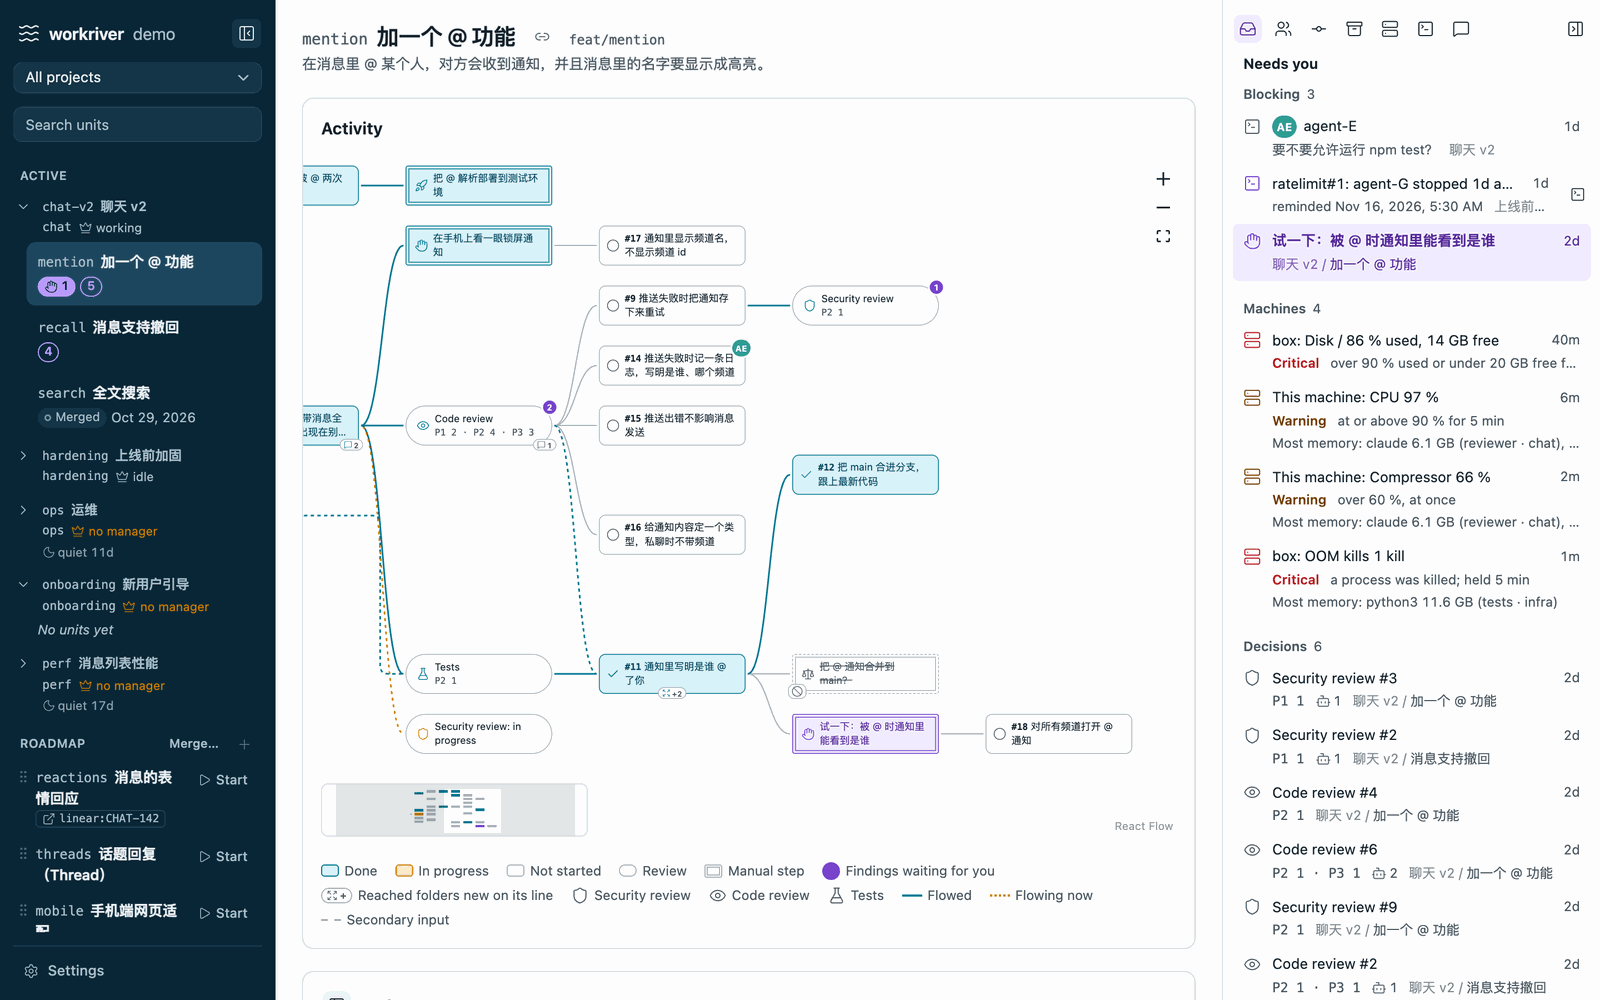 workriver demo
All projects
Search units
ACTIVE
chat-v2 聊天 v2
chat working
mention 加一个 @ 功能
1 5
recall 消息支持撤回
4
search 全文搜索
Merged Oct 29, 2026
hardening 上线前加固
hardening idle
ops 运维
ops no manager
quiet 11d
onboarding 新用户引导
onboarding no manager
No units yet
perf 消息列表性能
perf no manager
quiet 17d
ROADMAP Merge...
reactions 消息的表
情回应
Start
linear:CHAT-142
threads 话题回复
（Thread）
Start
mobile 手机端网页适
Start
Settings
mention 加一个 @ 功能 feat/mention
在消息里 @ 某个人，对方会收到通知，并且消息里的名字要显示成高亮。
Activity
@ 两次
把 @ 解析部署到测试环
境
在手机上看一眼锁屏通
知
#17 通知里显示频道名，
不显示频道 id
#9 推送失败时把通知存
下来重试
Security review
P2 1
1
#14 推送失败时记一条日
志，写明是谁、哪个频道
AE
带消息全
出现在别...
2
Code review
P1 2 · P2 4 · P3 3
2
1
#15 推送出错不影响消息
发送
#12 把 main 合进分支，
跟上最新代码
#16 给通知内容定一个类
型，私聊时不带频道
Tests
P2 1
#11 通知里写明是谁 @
了你
+2
把 @ 通知合并到
main?
Security review: in
progress
试一下：被 @ 时通知里
能看到是谁
#18 对所有频道打开 @
通知
React Flow
Done In progress Not started Review Manual step Findings waiting for you
+ Reached folders new on its line Security review Code review Tests Flowed Flowing now
Secondary input
Needs you
Blocking 3
AE agent-E 1d
要不要允许运行 npm test? 聊天 v2
ratelimit#1: agent-G stopped 1d a... 1d
reminded Nov 16, 2026, 5:30 AM 上线前...
试一下：被 @ 时通知里能看到是谁 2d
聊天 v2 / 加一个 @ 功能
Machines 4
box: Disk / 86 % used, 14 GB free 40m
Critical over 90 % used or under 20 GB free f...
This machine: CPU 97 % 6m
Warning at or above 90 % for 5 min
Most memory: claude 6.1 GB (reviewer · chat), ...
This machine: Compressor 66 % 2m
Warning over 60 %, at once
Most memory: claude 6.1 GB (reviewer · chat), ...
box: OOM kills 1 kill 1m
Critical a process was killed; held 5 min
Most memory: python3 11.6 GB (tests · infra)
Decisions 6
Security review #3 2d
P1 1 1 聊天 v2 / 加一个 @ 功能
Security review #2 2d
P1 1 1 聊天 v2 / 消息支持撤回
Code review #4 2d
P2 1 聊天 v2 / 加一个 @ 功能
Code review #6 2d
P2 1 · P3 1 2 聊天 v2 / 加一个 @ 功能
Security review #9 2d
P2 1 聊天 v2 / 加一个 @ 功能
Code review #2 2d
P2 1 · P3 1 1 聊天 v2 / 消息支持撤回